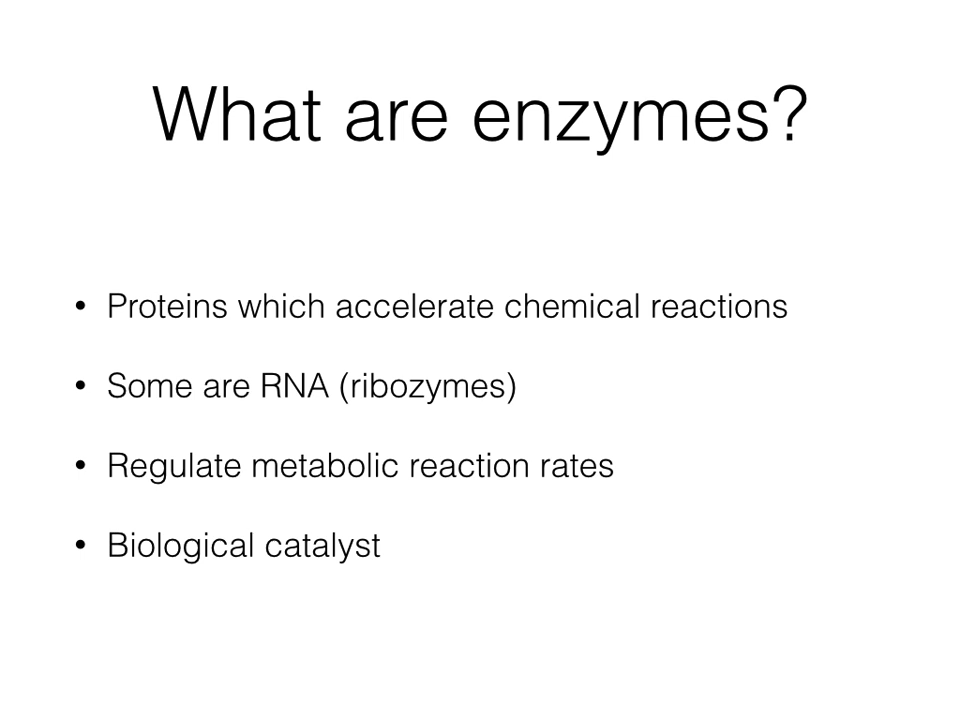 What are enzymes?
• Proteins which accelerate chemical reactions
• Some are RNA (ribozymes)
• Regulate metabolic reaction rates
• Biological catalyst